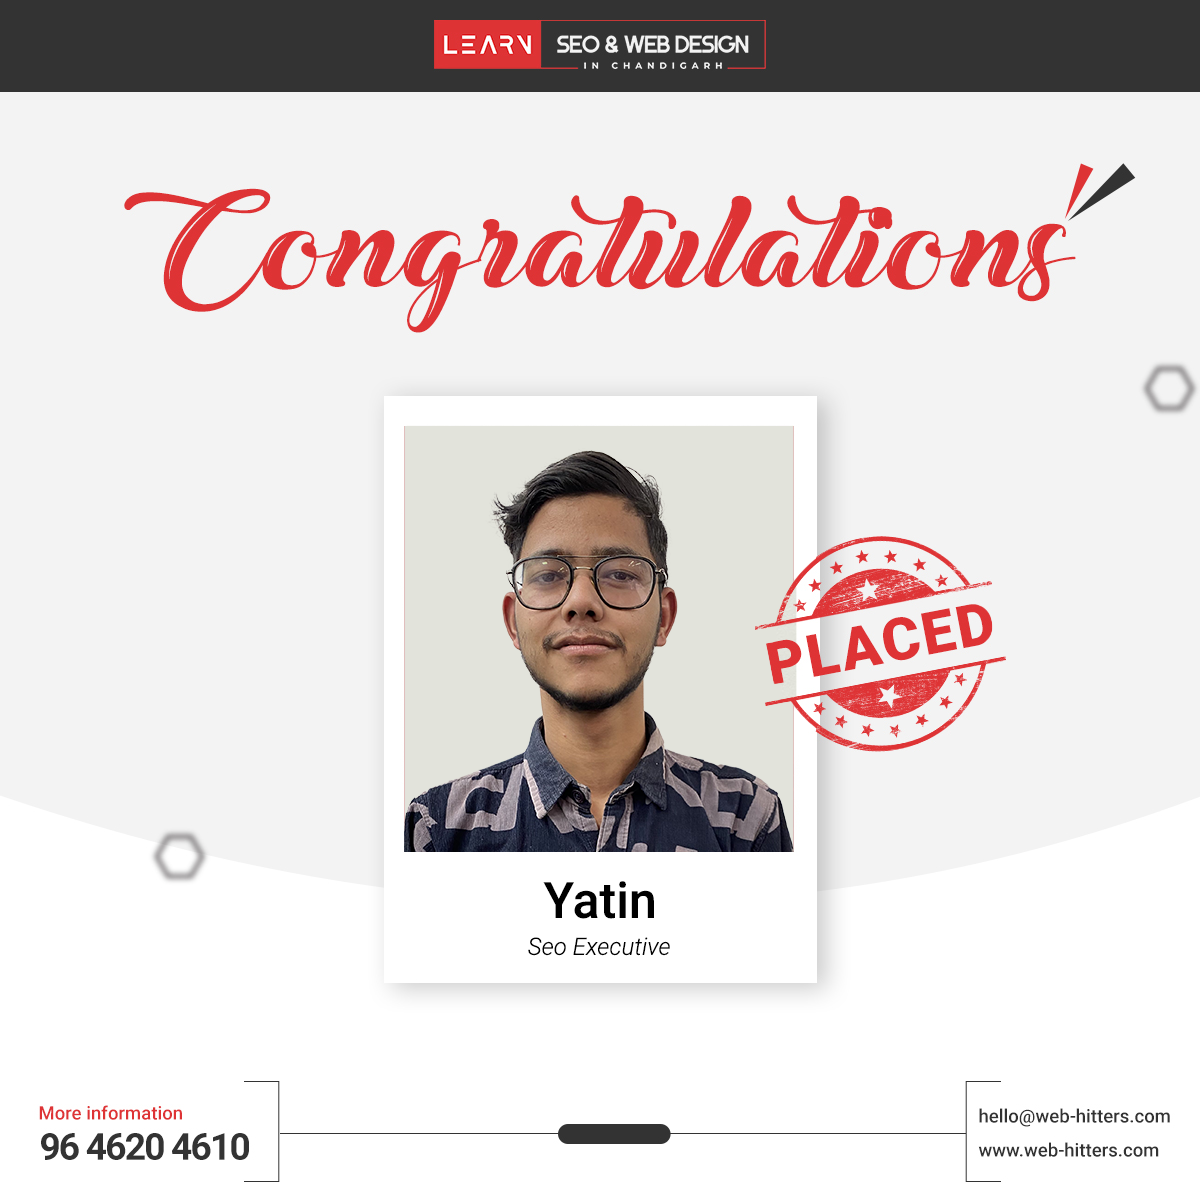 LEARN SEO & WEB DESIGN
IN CHANDIGARH
Congratulations
PLACED
Yatin
Seo Executive
More information
96 4620 4610
hello@web-hitters.com
www.web-hitters.com